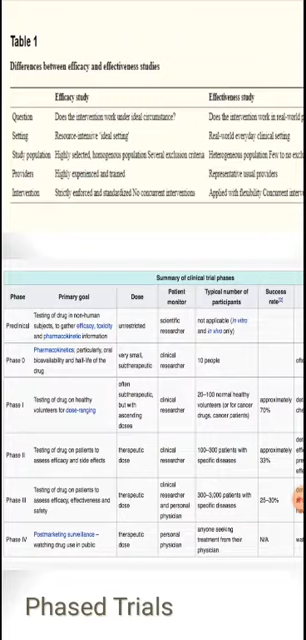 Table 1
Differences between efficacy and effectiveness studies
Efficacy study Effectiveness study
Question Does the intervention work under ideal circumstance? Does the intervention work in real-world
Setting Resource-intensive 'ideal setting' Real-world everyday clinical setting
Study population Highly selected, homogenous population Several exclusion criteria Heterogeneous population Few to no
Providers Highly experienced and trained Representative usual providers
Intervention Strictly enforced and standardized No concurrent interventions Applied with flexibility Concurrent
Summary of clinical trial phases
Phase Primary goal Dose Patient monitor Typical number of participants Success rate[2]
Preclinical Testing of drug in non-human subjects, to gather efficacy, toxicity and pharmacokinetic information unrestricted scientific researcher not applicable (in vitro and in vivo only)
Phase 0 Pharmacokinetics; particularly, oral bioavailability and half-life of the drug very small, subtherapeutic clinical researcher 10 people
Phase I Testing of drug on healthy volunteers for dose-ranging often subtherapeutic, but with ascending doses clinical researcher 20–100 normal healthy volunteers (or for cancer drugs, cancer patients) approximately 70%
Phase II Testing of drug on patients to assess efficacy and side effects therapeutic dose clinical researcher 100–300 patients with specific diseases approximately 33%
Phase III Testing of drug on patients to assess efficacy, effectiveness and safety therapeutic dose clinical researcher and personal physician 300–3,000 patients with specific diseases 25–30%
Phase IV Postmarketing surveillance – watching drug use in public therapeutic dose personal physician anyone seeking treatment from their physician N/A
Phased Trials